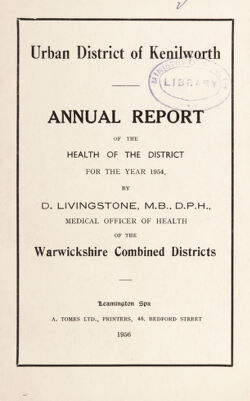 Urban District of Kenilworth
LIBRARY
ANNUAL REPORT
OF THE
HEALTH OF THE DISTRICT
FOR THE YEAR 1954,
BY
D. LIVINGSTONE, M.B., D.P.H.,
MEDICAL OFFICER OF HEALTH
OF THE
Warwickshire Combined Districts
Leamington Spa
A. TOMES LTD., PRINTERS, 46, BEDFORD STREET
1956